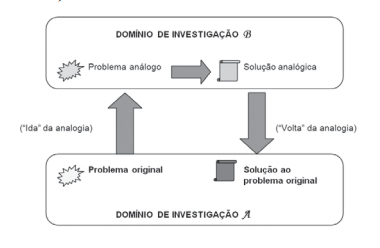 DOMÍNIO DE INVESTIGAÇÃO ℬ
Problema análogo
Solução analógica
("Ida" da analogia)
("Volta" da analogia)
Problema original
Solução ao
problema original
DOMÍNIO DE INVESTIGAÇÃO 𝒜